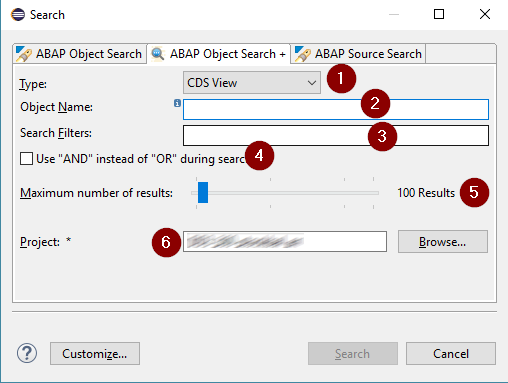 Search
ABAP Object Search
ABAP Object Search +
ABAP Source Search
Type:
CDS View
1
Object Name:
2
Search Filters:
3
Use "AND" instead of "OR" during searc
4
Maximum number of results:
100 Results
5
Project: *
6
Browse...
?
Customize...
Search
Cancel